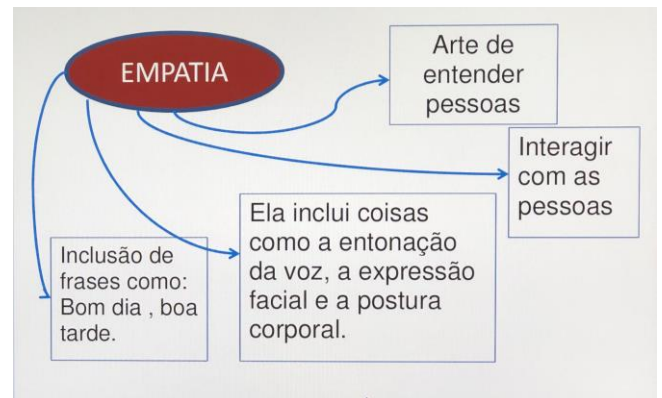 EMPATIA
Arte de
entender
pessoas
Interagir
com as
pessoas
Ela inclui coisas
como a entonação
da voz, a expressão
facial e a postura
corporal.
Inclusão de
frases como:
Bom dia , boa
tarde.